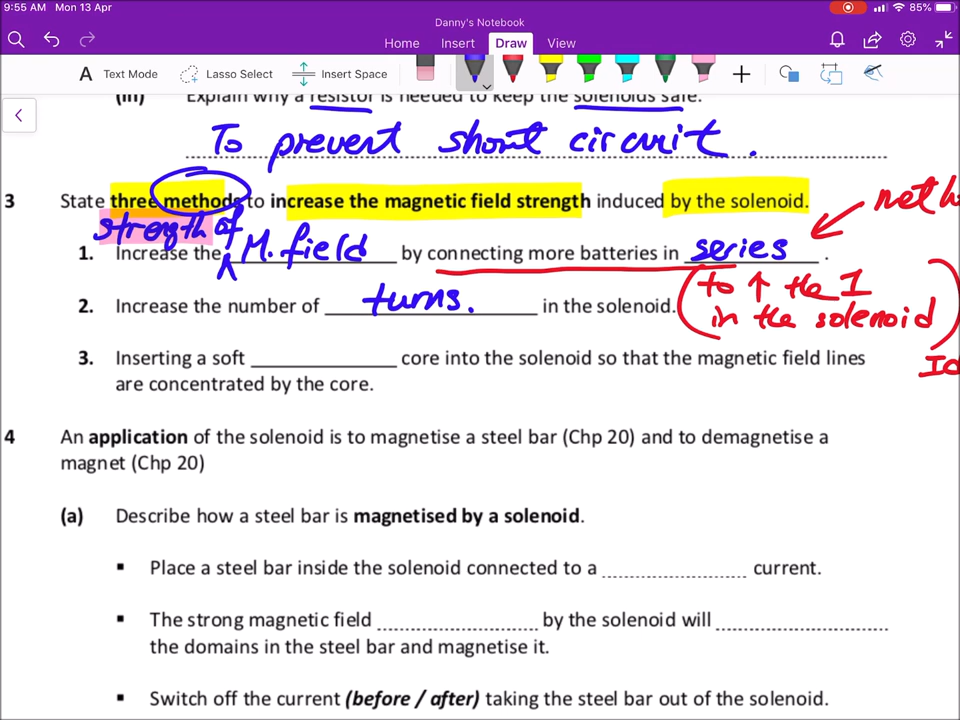 9:55 AM Mon 13 Apr
85%
Danny's Notebook
Home Insert Draw View
Text Mode Lasso Select Insert Space
(iii) Explain why a resistor is needed to keep the solenoids safe.
To prevent short circuit.
3 State three methods to increase the magnetic field strength induced by the solenoid.
strength of
1. Increase the M. field by connecting more batteries in series.
2. Increase the number of turns. in the solenoid.
(to ↑ the I
in the solenoid)
3. Inserting a soft core into the solenoid so that the magnetic field lines
are concentrated by the core.
4 An application of the solenoid is to magnetise a steel bar (Chp 20) and to demagnetise a
magnet (Chp 20)
(a) Describe how a steel bar is magnetised by a solenoid.
▪ Place a steel bar inside the solenoid connected to a current.
▪ The strong magnetic field by the solenoid will
the domains in the steel bar and magnetise it.
▪ Switch off the current (before / after) taking the steel bar out of the solenoid.